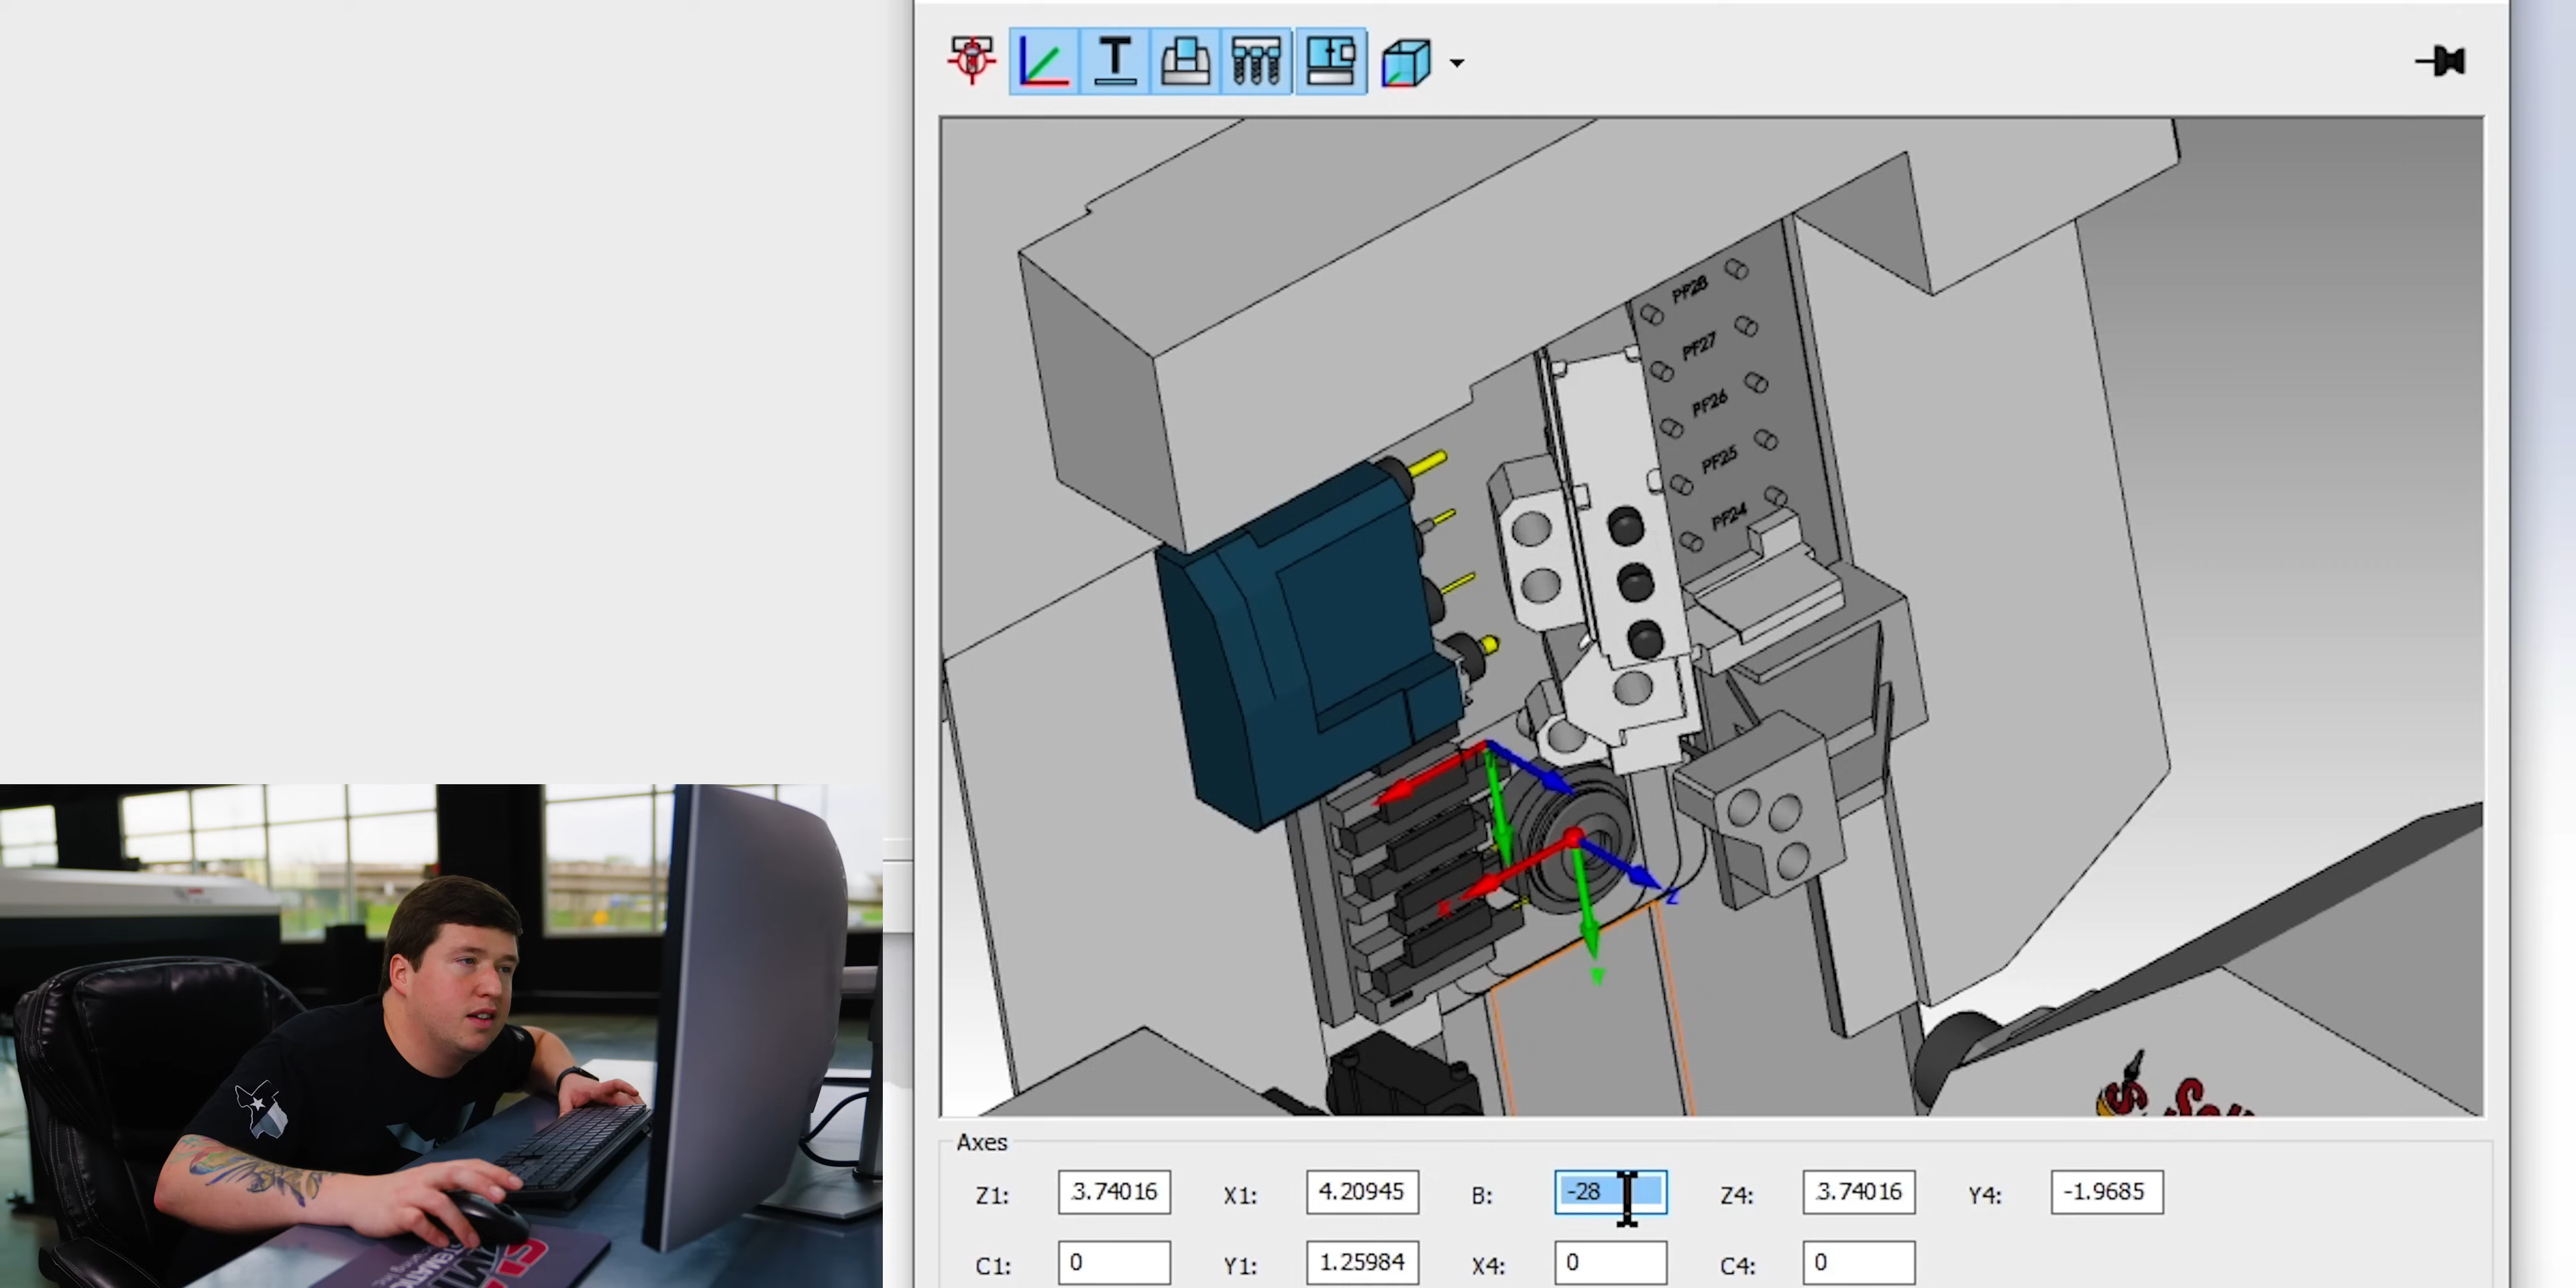 PF28
PF27
PF26
PF25
PF24
Z
Y
Axes
Z1: 3.74016 X1: 4.20945 B: -28 Z4: 3.74016 Y4: -1.9685
C1: 0 Y1: 1.25984 X4: 0 C4: 0